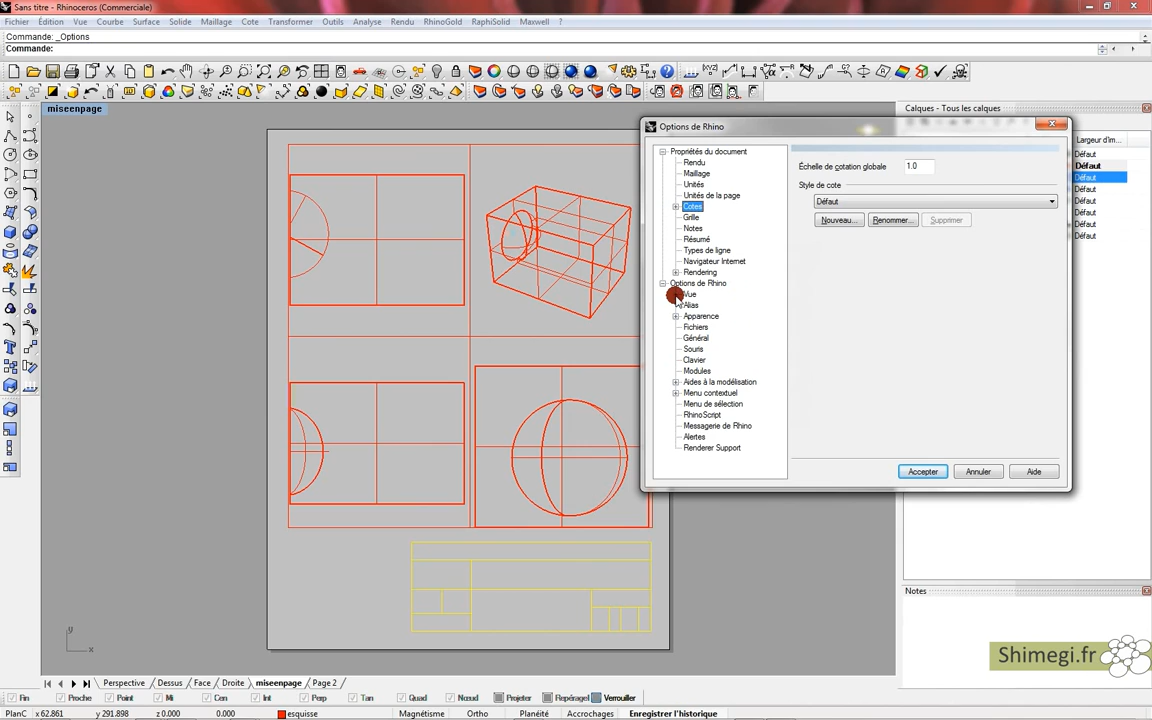 Sans titre - Rhinoceros (Commerciale)
Fichier Édition Vue Courbe Surface Solide Maillage Cote Transformer Outils Analyse Rendu RhinoGold RaphiSolid Maxwell ?
Commande: _Options
Commande:
miseenpage
Calques - Tous les calques
Largeur d'im...
Défaut
Défaut
Défaut
Défaut
Défaut
Défaut
Défaut
Défaut
Options de Rhino
Propriétés du document
Rendu
Maillage
Unités
Unités de la page
Cotes
Grille
Notes
Résumé
Types de ligne
Navigateur Internet
Rendering
Options de Rhino
Vue
Alias
Apparence
Fichiers
Général
Souris
Clavier
Modules
Aides à la modélisation
Menu contextuel
Menu de sélection
RhinoScript
Messagerie de Rhino
Alertes
Renderer Support
Échelle de cotation globale 1.0
Style de cote
Défaut
Nouveau... Renommer... Supprimer
Accepter Annuler Aide
Notes
Shimegi.fr
y
x
Perspective Dessus Face Droite miseenpage Page 2
Fin Proche Point Mi Cen Int Perp Tan Quad Nœud Projeter Repérage Verrouiller
PlanC x 62.861 y 291.898 z 0.000 0.000 esquisse Magnétisme Ortho Planéité Accrochages Enregistrer l'historique